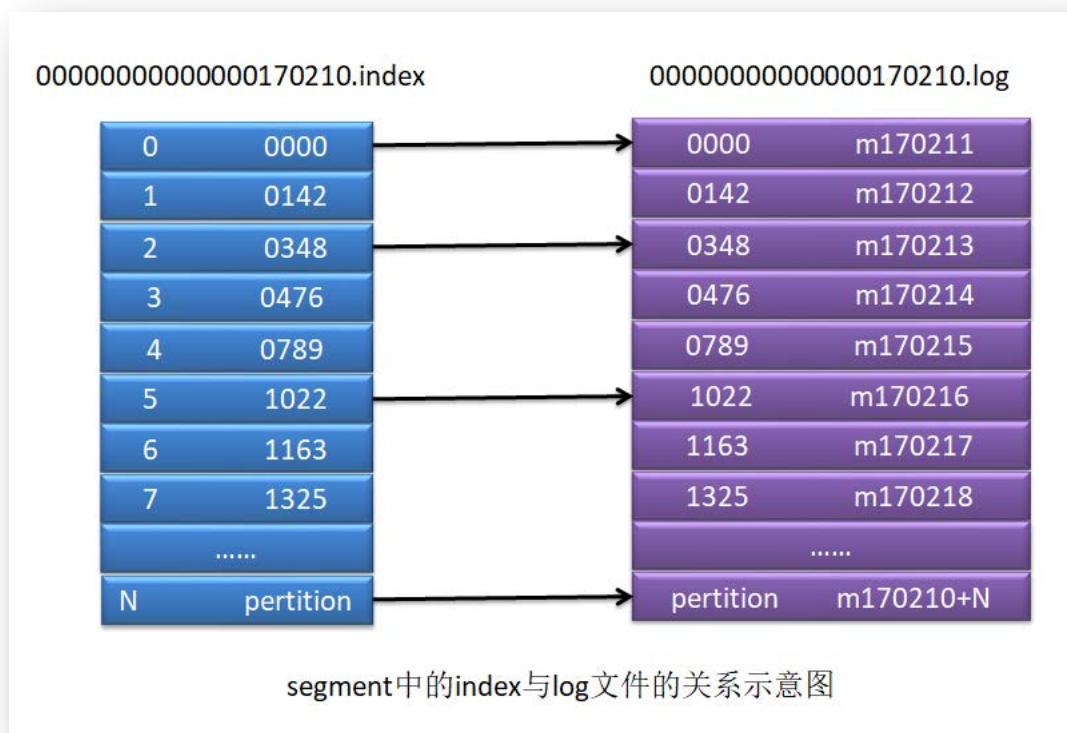 00000000000000170210.index
00000000000000170210.log
0 0000
1 0142
2 0348
3 0476
4 0789
5 1022
6 1163
7 1325
......
N pertition
0000 m170211
0142 m170212
0348 m170213
0476 m170214
0789 m170215
1022 m170216
1163 m170217
1325 m170218
......
pertition m170210+N
segment中的index与log文件的关系示意图